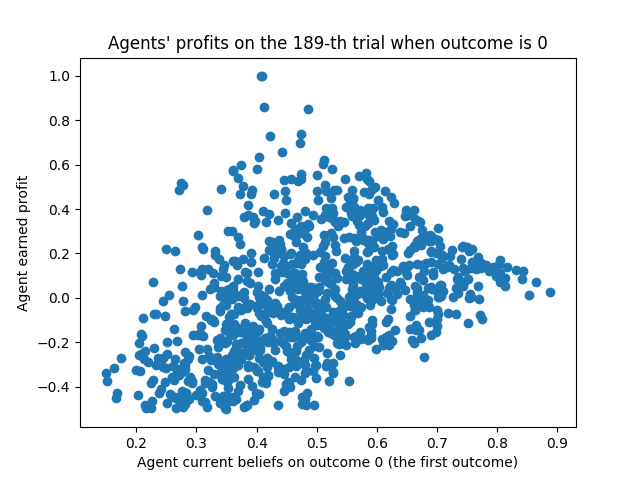 Agents' profits on the 189-th trial when outcome is 0
1.0
0.8
0.6
0.4
0.2
0.0
−0.2
−0.4
Agent earned profit
0.2 0.3 0.4 0.5 0.6 0.7 0.8 0.9
Agent current beliefs on outcome 0 (the first outcome)